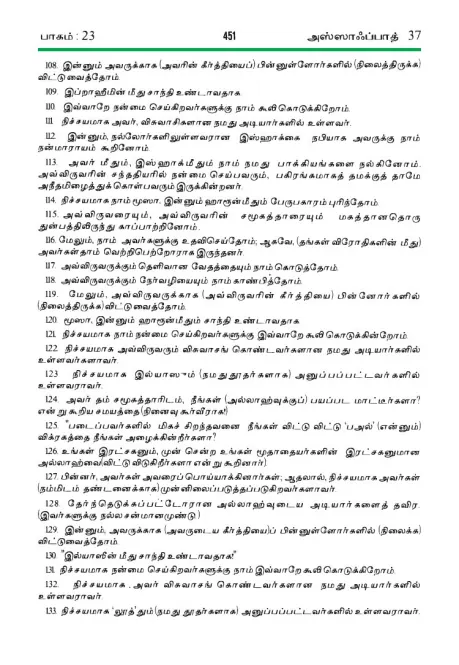 பாகம் : 23 451 அஸ்ஸாஃப்பாத் 37
108. இன்னும் அவருக்காக (அவரின் கீர்த்தியைப்) பின்னுள்ளோர்களில் (நிலைத்திருக்க)
விட்டுவைத்தோம்.
109. இப்றாஹீமின் மீது சாந்தி உண்டாவதாக.
110. இவ்வாறே நன்மை செய்கிறவர்களுக்கு நாம் கூலி கொடுக்கிறோம்.
111. நிச்சயமாக அவர், விசுவாசிகளான நமது அடியார்களில் உள்ளவர்.
112. இன்னும், நல்லோர்களிலுள்ளவரான இஸ்ஹாக்கை நபியாக அவருக்கு நாம்
நன்மாராயம் கூறினோம்.
113. அவர் மீதும், இஸ்ஹாக்மீதும் நாம் நமது பாக்கியங்களை நல்கினோம்.
அவ்விருவரின் சந்ததியரில் நன்மை செய்பவரும், பகிரங்கமாகத் தமக்குத் தாமே
அநீதமிழைத்துக் கொள்பவரும் இருக்கின்றனர்.
114. நிச்சயமாக நாம் மூஸா, இன்னும் ஹாரூன் மீதும் பேருபகாரம் புரிந்தோம்.
115. அவ்விருவரையும், அவ்விருவரின் சமூகத்தாரையும் மகத்தானதொரு
துன்பத்திலிருந்து காப்பாற்றினோம்.
116. மேலும், நாம் அவர்களுக்கு உதவிசெய்தோம்; ஆகவே, (தங்கள் விரோதிகளின் மீது)
அவர்கள்தாம் வெற்றிபெற்றோராக இருந்தனர்.
117. அவ்விருவருக்கும் தெளிவான வேதத்தையும் நாம் கொடுத்தோம்.
118. அவ்விருவருக்கும் நேர்வழியையும் நாம் காண்பித்தோம்.
119. மேலும், அவ்விருவருக்காக (அவ்விருவரின் கீர்த்தியை) பின்னோர்களில்
(நிலைத்திருக்க) விட்டுவைத்தோம்.
120. மூஸா, இன்னும் ஹாரூன் மீதும் சாந்தி உண்டாவதாக.
121. நிச்சயமாக நாம் நன்மை செய்கிறவர்களுக்கு இவ்வாறே கூலி கொடுக்கின்றோம்.
122. நிச்சயமாக அவ்விருவரும் விசுவாசங் கொண்டவர்களான நமது அடியார்களில்
உள்ளவர்களாவர்.
123. நிச்சயமாக இல்யாஸும் (நமது தூதர்களாக) அனுப்பப்பட்டவர்களில்
உள்ளவராவர்.
124. அவர் தம் சமூகத்தாரிடம், நீங்கள் (அல்லாஹ்வுக்குப்) பயப்பட மாட்டீர்களா?
என்று கூறிய சமயத்தை (நினைவு கூர்வீராக!)
125. "படைப்பவர்களில் மிகச் சிறந்தவனை நீங்கள் விட்டு விட்டு 'பஅல்' (என்னும்)
விக்ரகத்தை நீங்கள் அழைக்கின்றீர்களா?
126. உங்கள் இரட்சகனும், முன் சென்ற உங்கள் மூதாதையர்களின் இரட்சகனுமான
அல்லாஹ்வை (விட்டு விடுகிறீர்களா என்று கூறினார்).
127. பின்னர், அவர்கள் அவரைப் பொய்யாக்கினார்கள்; ஆதலால், நிச்சயமாக அவர்கள்
(நம்மிடம் தண்டனைக்காக) முன்னிலைப்படுத்தப்படுகிறவர்களாவர்.
128. தேர்ந்தெடுக்கப்பட்டோரான அல்லாஹ்வுடைய அடியார்களைத் தவிர.
(இவர்களுக்கு நல்ல சன்மானமுண்டு.)
129. இன்னும், அவருக்காக (அவருடைய கீர்த்தியை)ப் பின்னுள்ளோர்களில் (நிலைக்க)
விட்டுவைத்தோம்.
130. "இல்யாஸீன் மீது சாந்தி உண்டாவதாக!"
131. நிச்சயமாக நன்மை செய்கிறவர்களுக்கு நாம் இவ்வாறே கூலி கொடுக்கிறோம்.
132. நிச்சயமாக அவர் விசுவாசங் கொண்டவர்களான நமது அடியார்களில்
உள்ளவராவர்.
133. நிச்சயமாக 'லூத்'தும் (நமது தூதர்களாக) அனுப்பப்பட்டவர்களில் உள்ளவராவர்.